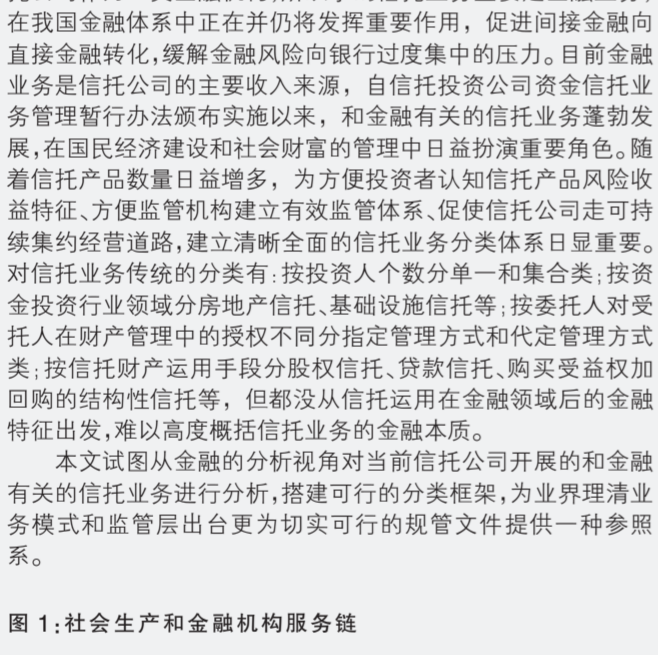 在我国金融体系中正在并仍将发挥重要作用，促进间接金融向
直接金融转化，缓解金融风险向银行过度集中的压力。目前金融
业务是信托公司的主要收入来源，自信托投资公司资金信托业
务管理暂行办法颁布实施以来，和金融有关的信托业务蓬勃发
展，在国民经济建设和社会财富的管理中日益扮演重要角色。随
着信托产品数量日益增多，为方便投资者认知信托产品风险收
益特征、方便监管机构建立有效监管体系、促使信托公司走可持
续集约经营道路，建立清晰全面的信托业务分类体系日显重要。
对信托业务传统的分类有：按投资人个数分单一和集合类；按资
金投资行业领域分房地产信托、基础设施信托等；按委托人对受
托人在财产管理中的授权不同分指定管理方式和代定管理方式
类；按信托财产运用手段分股权信托、贷款信托、购买受益权加
回购的结构性信托等，但都没从信托运用在金融领域后的金融
特征出发，难以高度概括信托业务的金融本质。
本文试图从金融的分析视角对当前信托公司开展的和金融
有关的信托业务进行分析，搭建可行的分类框架，为业界理清业
务模式和监管层出台更为切实可行的规管文件提供一种参照
系。
图 1：社会生产和金融机构服务链